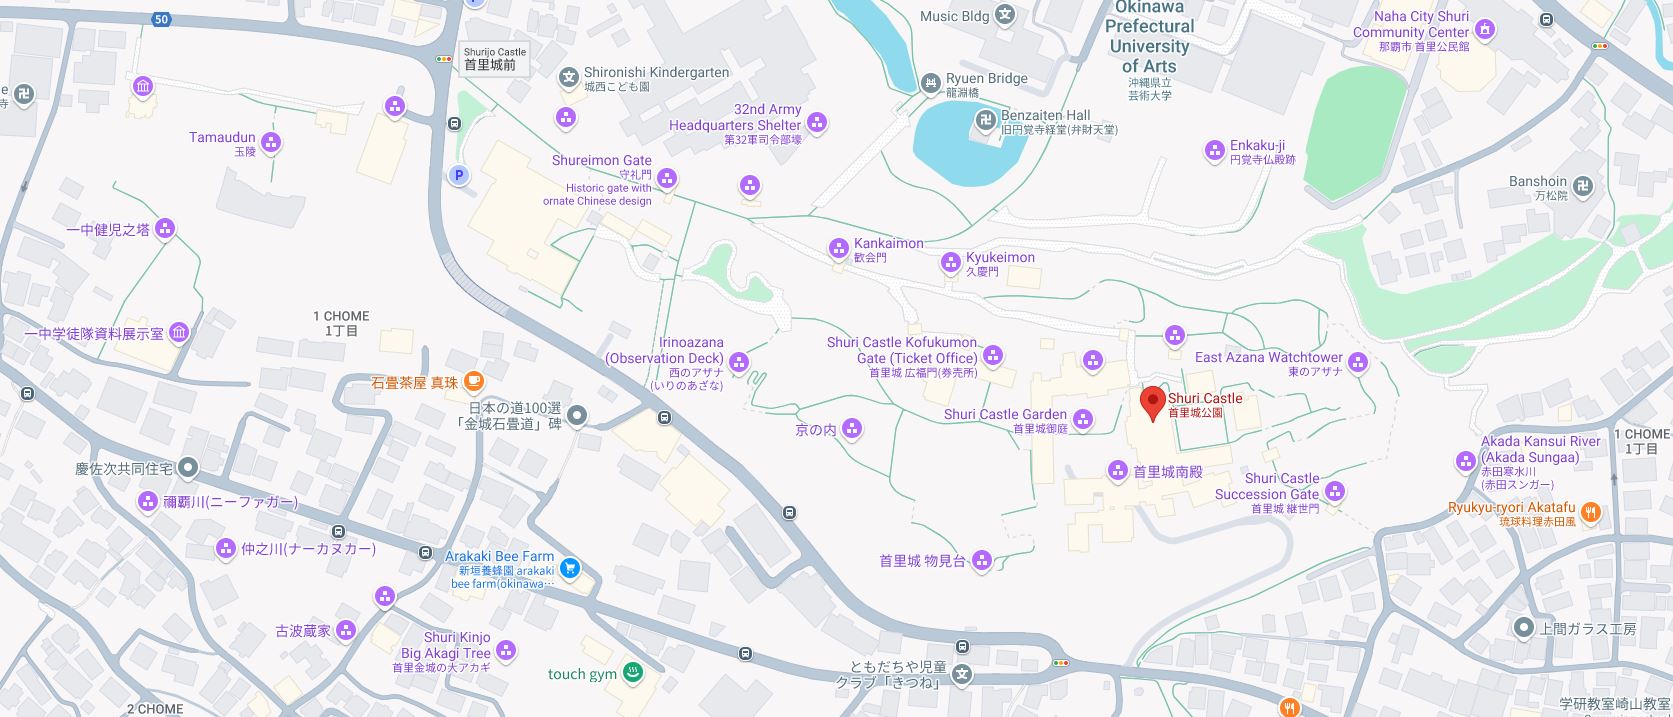 50
Shurijo Castle
首里城前
Shironishi Kindergarten
城西こども園
Music Bldg
Okinawa
Prefectural
University
of Arts
沖縄県立
芸術大学
Naha City Shuri
Community Center
那覇市 首里公民館
Ryuen Bridge
龍淵橋
Benzaiten Hall
旧円覚寺経堂(弁財天堂)
32nd Army
Headquarters Shelter
第32軍司令部壕
e
寺
Tamaudun
玉陵
P
Shureimon Gate
守礼門
Historic gate with
ornate Chinese design
Enkaku-ji
円覚寺仏殿跡
Banshoin
万松院
一中健児之塔
Kankaimon
歓会門
Kyukeimon
久慶門
1 CHOME
1丁目
一中学徒隊資料展示室
Irinoazana
(Observation Deck)
西のアザナ
(いりのあざな)
Shuri Castle Kofukumon
Gate (Ticket Office)
首里城 広福門(券売所)
East Azana Watchtower
東のアザナ
石畳茶屋 真珠
日本の道100選
「金城石畳道」碑
Shuri Castle
首里城公園
Shuri Castle Garden
首里城御庭
京の内
1 CHOME
1丁目
Akada Kansui River
(Akada Sungaa)
赤田寒水川
(赤田スンガー)
慶佐次共同住宅
首里城南殿
Shuri Castle
Succession Gate
首里城 継世門
禰覇川(ニーファガー)
Ryukyu-ryori Akatafu
琉球料理赤田風
仲之川(ナーカヌカー)
Arakaki Bee Farm
新垣養蜂園 arakaki
bee farm(okinawa…
首里城 物見台
古波蔵家
Shuri Kinjo
Big Akagi Tree
首里金城の大アカギ
touch gym
ともだちや児童
クラブ「きつね」
上間ガラス工房
2 CHOME
学研教室崎山教室